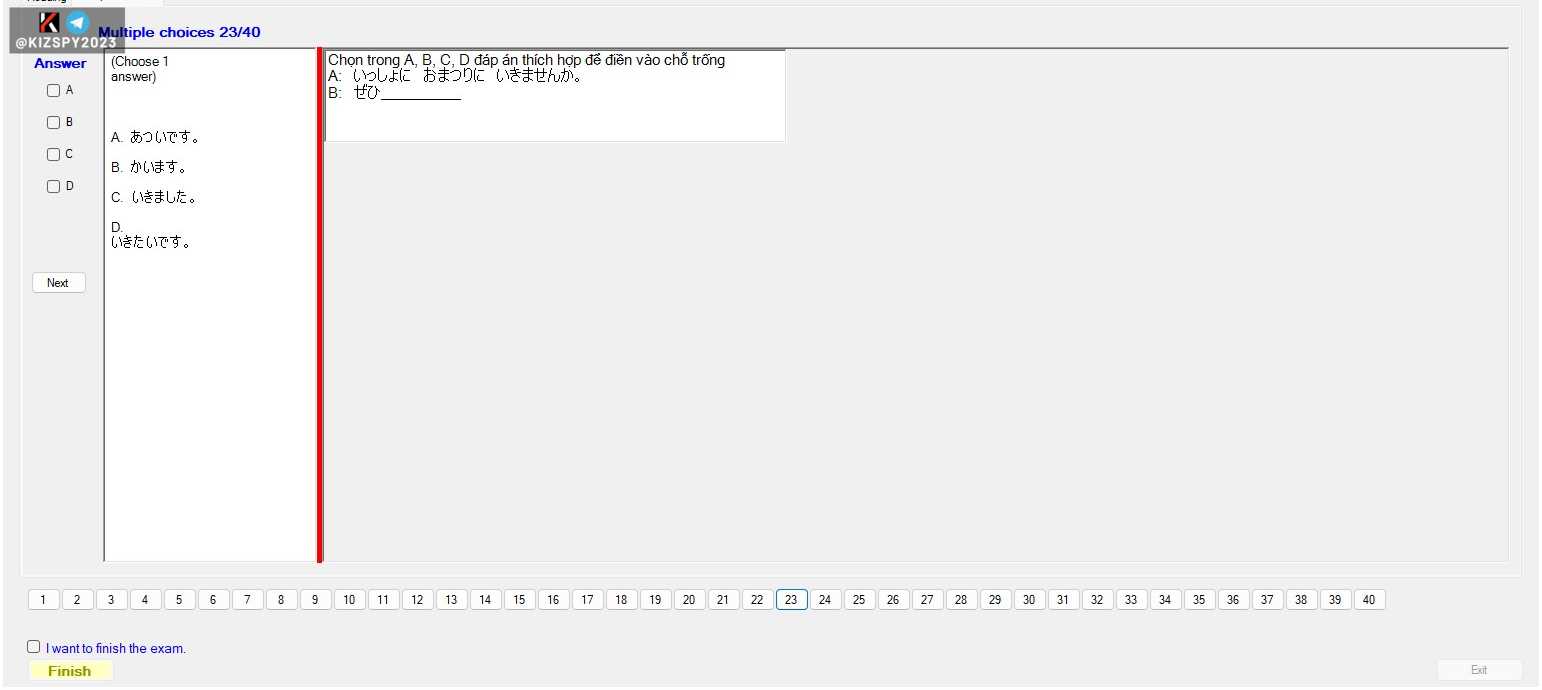 @KIZSPY2023
Multiple choices 23/40
Answer
A
B
C
D
Next
(Choose 1
answer)
A. あついです。
B. かいます。
C. いきました。
D.
いきたいです。
Chọn trong A, B, C, D đáp án thích hợp để điền vào chỗ trống
A: いっしょに おまつりに いきませんか。
B: ぜひ__________
1 2 3 4 5 6 7 8 9 10 11 12 13 14 15 16 17 18 19 20 21 22 23 24 25 26 27 28 29 30 31 32 33 34 35 36 37 38 39 40
I want to finish the exam.
Finish
Exit